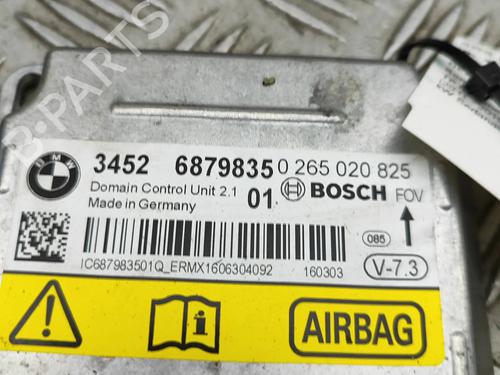 B-PARTS
BMW
3452 6879835 0 265 020 825
Domain Control Unit 2.1 01 BOSCH FOV
Made in Germany
085
IC687983501Q_ERMX1606304092 160303
V-7.3
AIRBAG